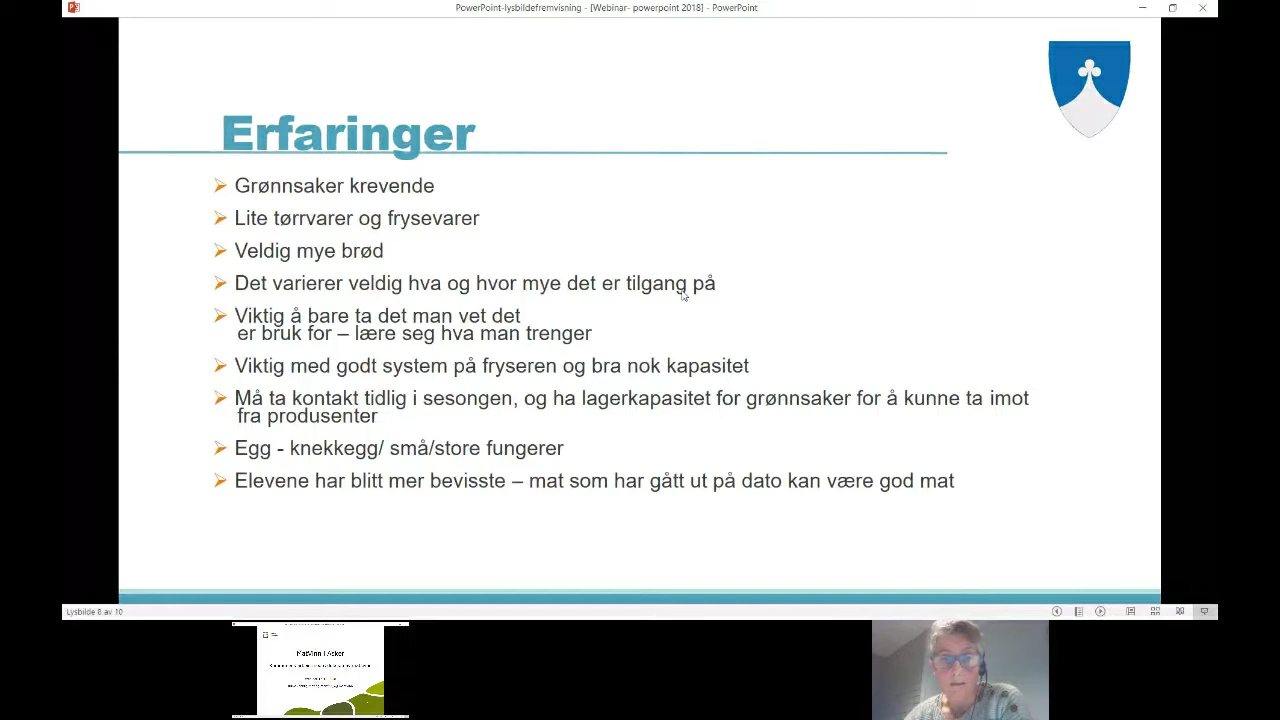 PowerPoint-lysbildefremvisning - [Webinar- powerpoint 2018] - PowerPoint
Erfaringer
Grønnsaker krevende
Lite tørrvarer og frysevarer
Veldig mye brød
Det varierer veldig hva og hvor mye det er tilgang på
Viktig å bare ta det man vet det
er bruk for – lære seg hva man trenger
Viktig med godt system på fryseren og bra nok kapasitet
Må ta kontakt tidlig i sesongen, og ha lagerkapasitet for grønnsaker for å kunne ta imot
fra produsenter
Egg - knekkegg/ små/store fungerer
Elevene har blitt mer bevisste – mat som har gått ut på dato kan være god mat
Lysbilde 8 av 10
MatVinn i Asker